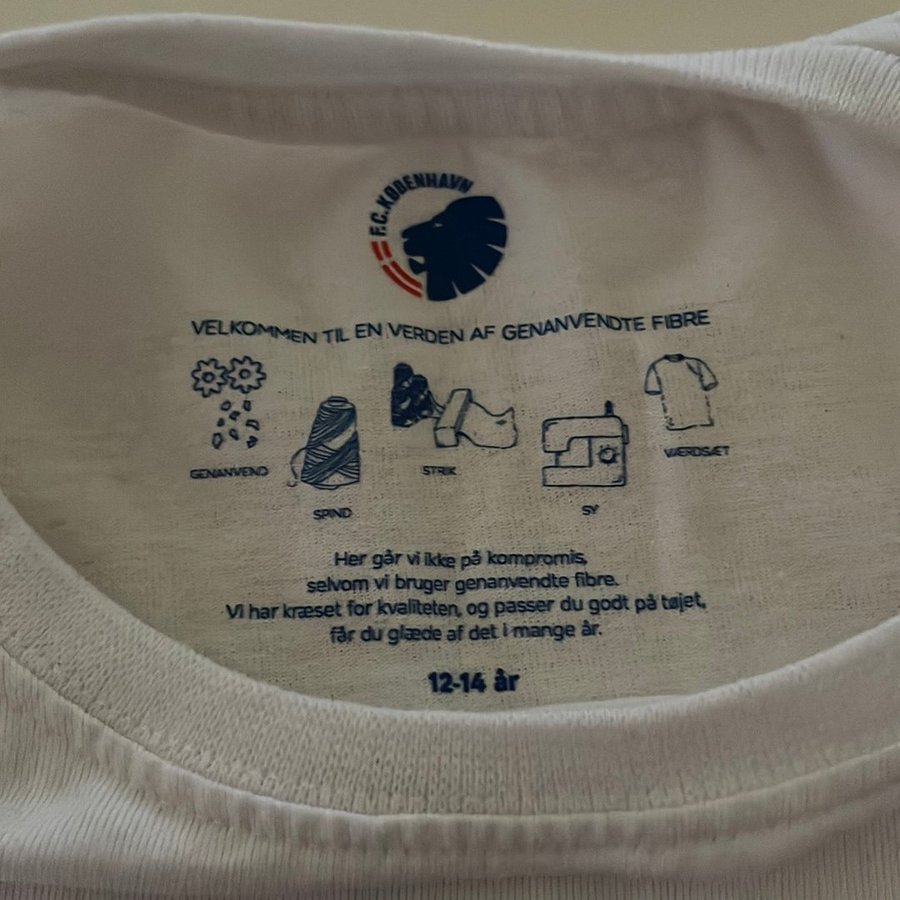 F.C. KØBENHAVN
VELKOMMEN TIL EN VERDEN AF GENANVENDTE FIBRE
GENANVEND
SPIND
STRIK
SY
VÆRDSÆT
Her går vi ikke på kompromis,
selvom vi bruger genanvendte fibre.
Vi har kræset for kvaliteten, og passer du godt på tøjet,
får du glæde af det i mange år.
12-14 år